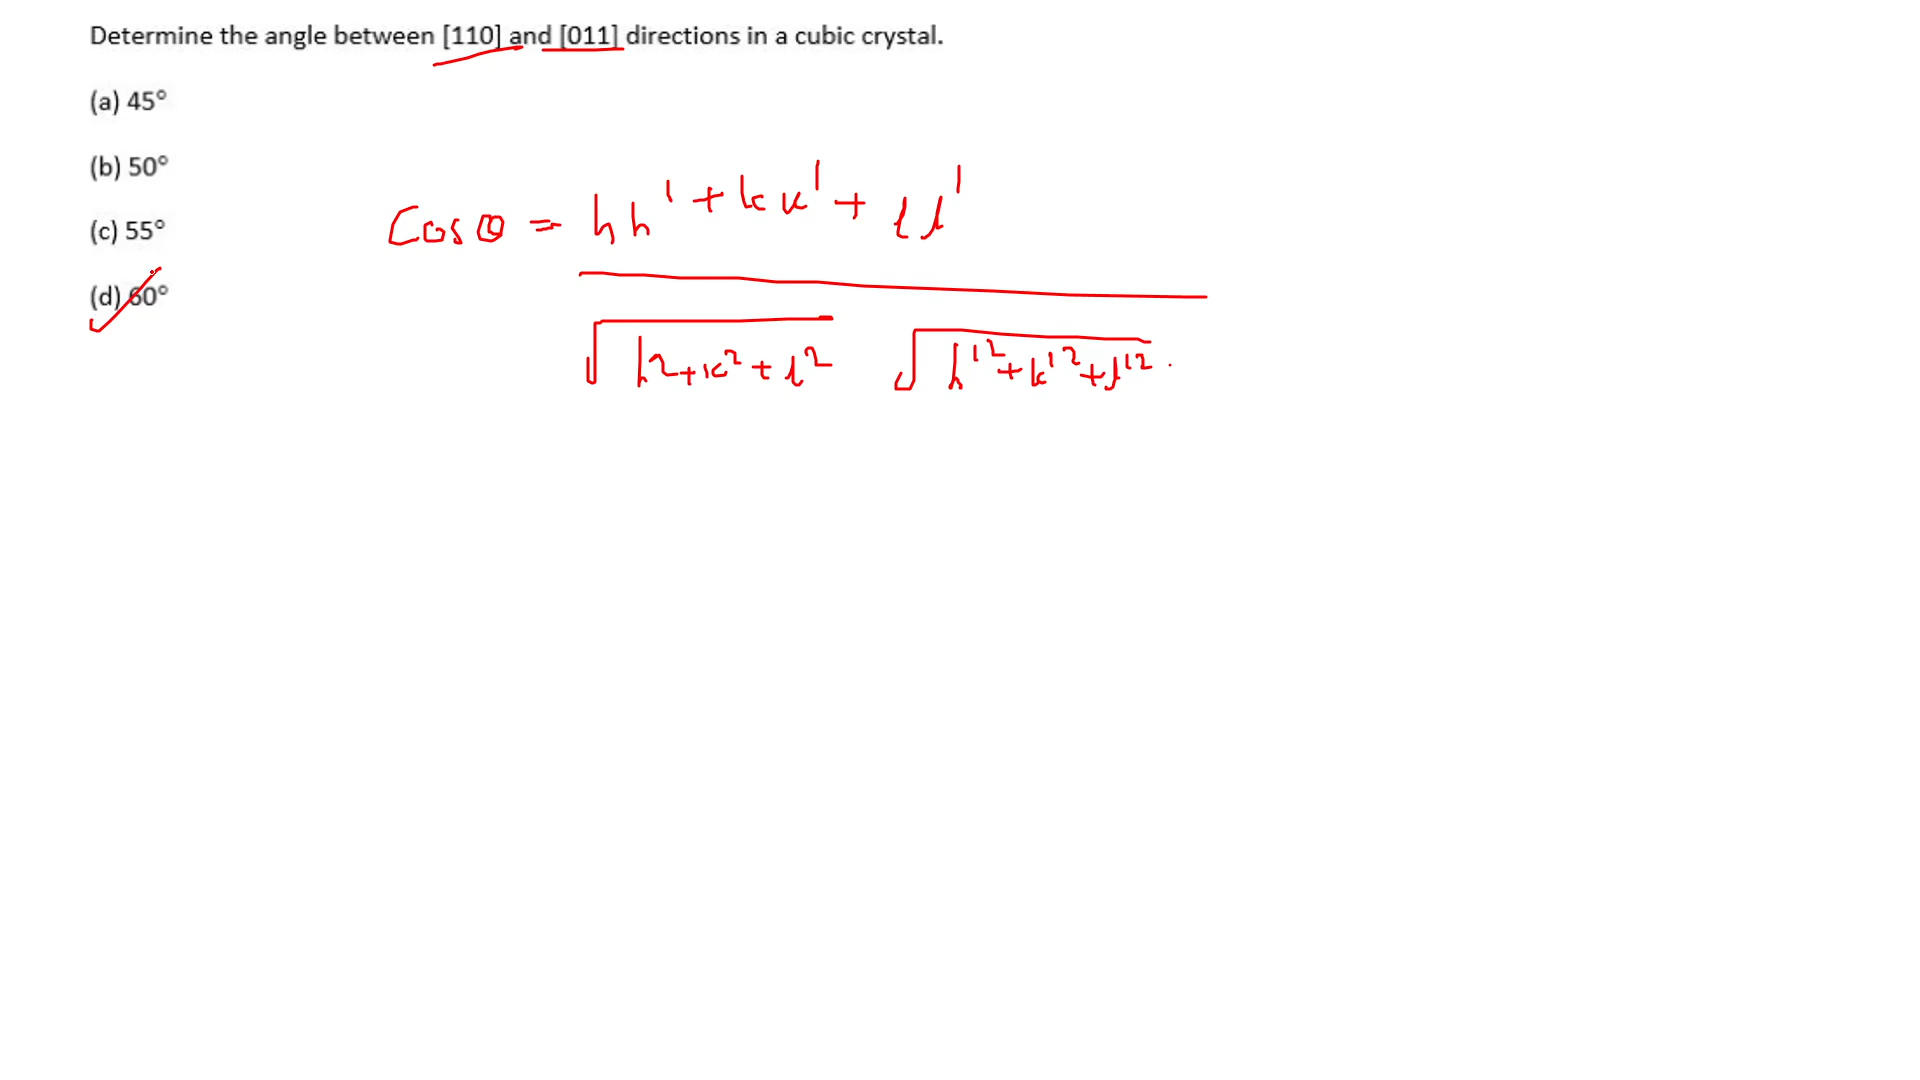 Determine the angle between [110] and [011] directions in a cubic crystal.
(a) 45°
(b) 50°
(c) 55°
(d) 60°
Cos θ = hh' + kk' + ll'
√h2+k²+l² √h'²+k'²+l'²